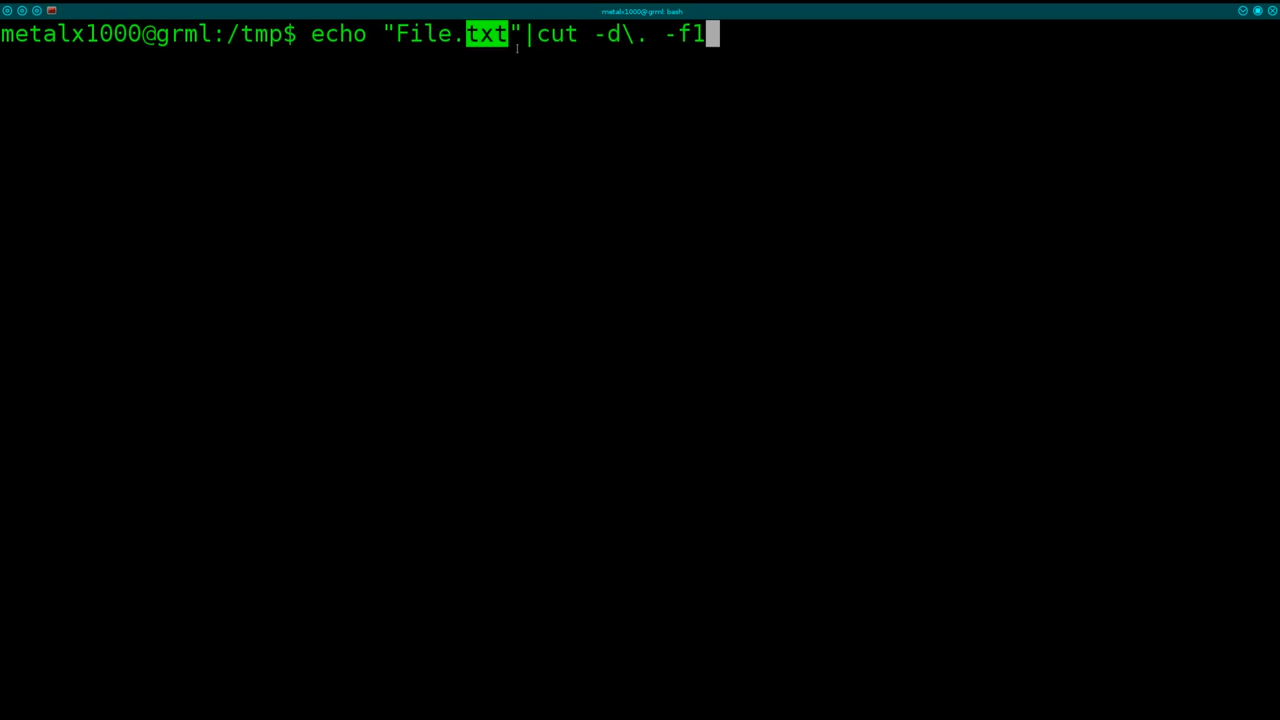 metalx1000@grml: bash
metalx1000@grml:/tmp$ echo "File.txt"|cut -d\. -f1